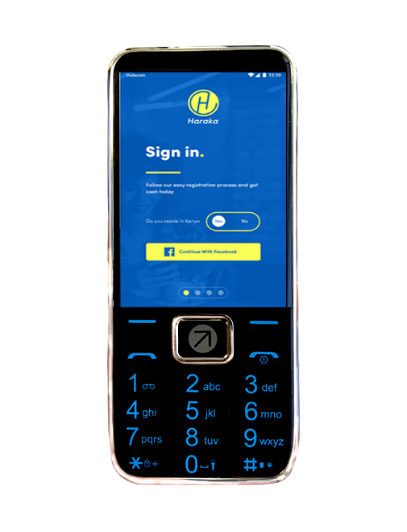 Vodacom 12:30
H
Haraka
Sign in.
Follow our easy registration process and get
cash today
Do you reside in Kenya Yes No
f Continue With Facebook
1 2 abc 3 def
4 ghi 5 jkl 6 mno
7 pqrs 8 tuv 9 wxyz
* + 0 #